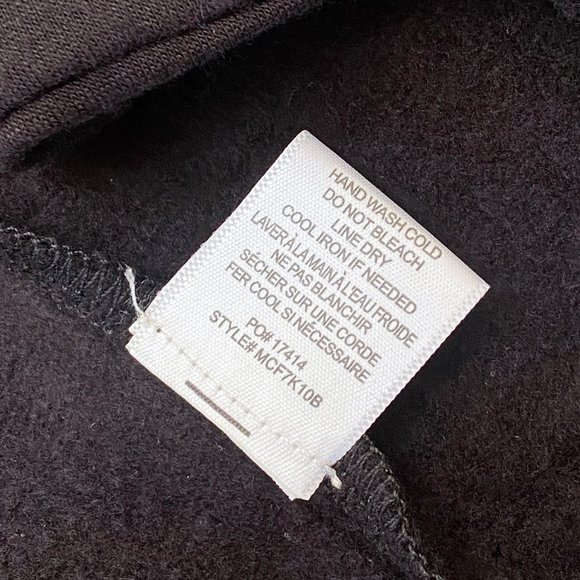 HAND WASH COLD
DO NOT BLEACH
LINE DRY
COOL IRON IF NEEDED
LAVER À LA MAIN À L'EAU FROIDE
NE PAS BLANCHIR
SÉCHER SUR UNE CORDE
FER COOL SI NÉCESSAIRE
PO# 17414
STYLE# MCF7K10B